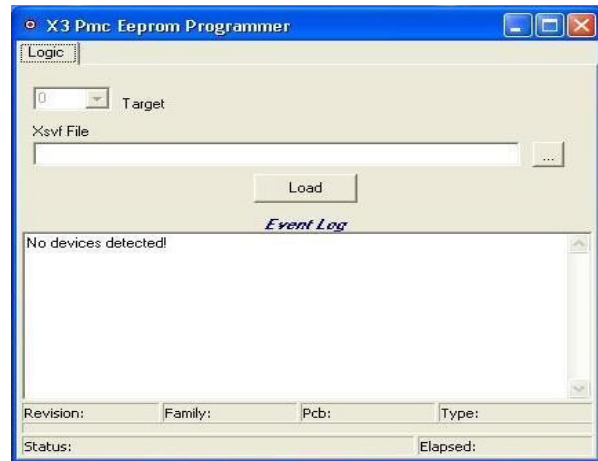 X3 Pmc Eeprom Programmer
Logic
0 Target
Xsvf File
...
Load
Event Log
No devices detected!
Revision: Family: Pcb: Type:
Status: Elapsed: